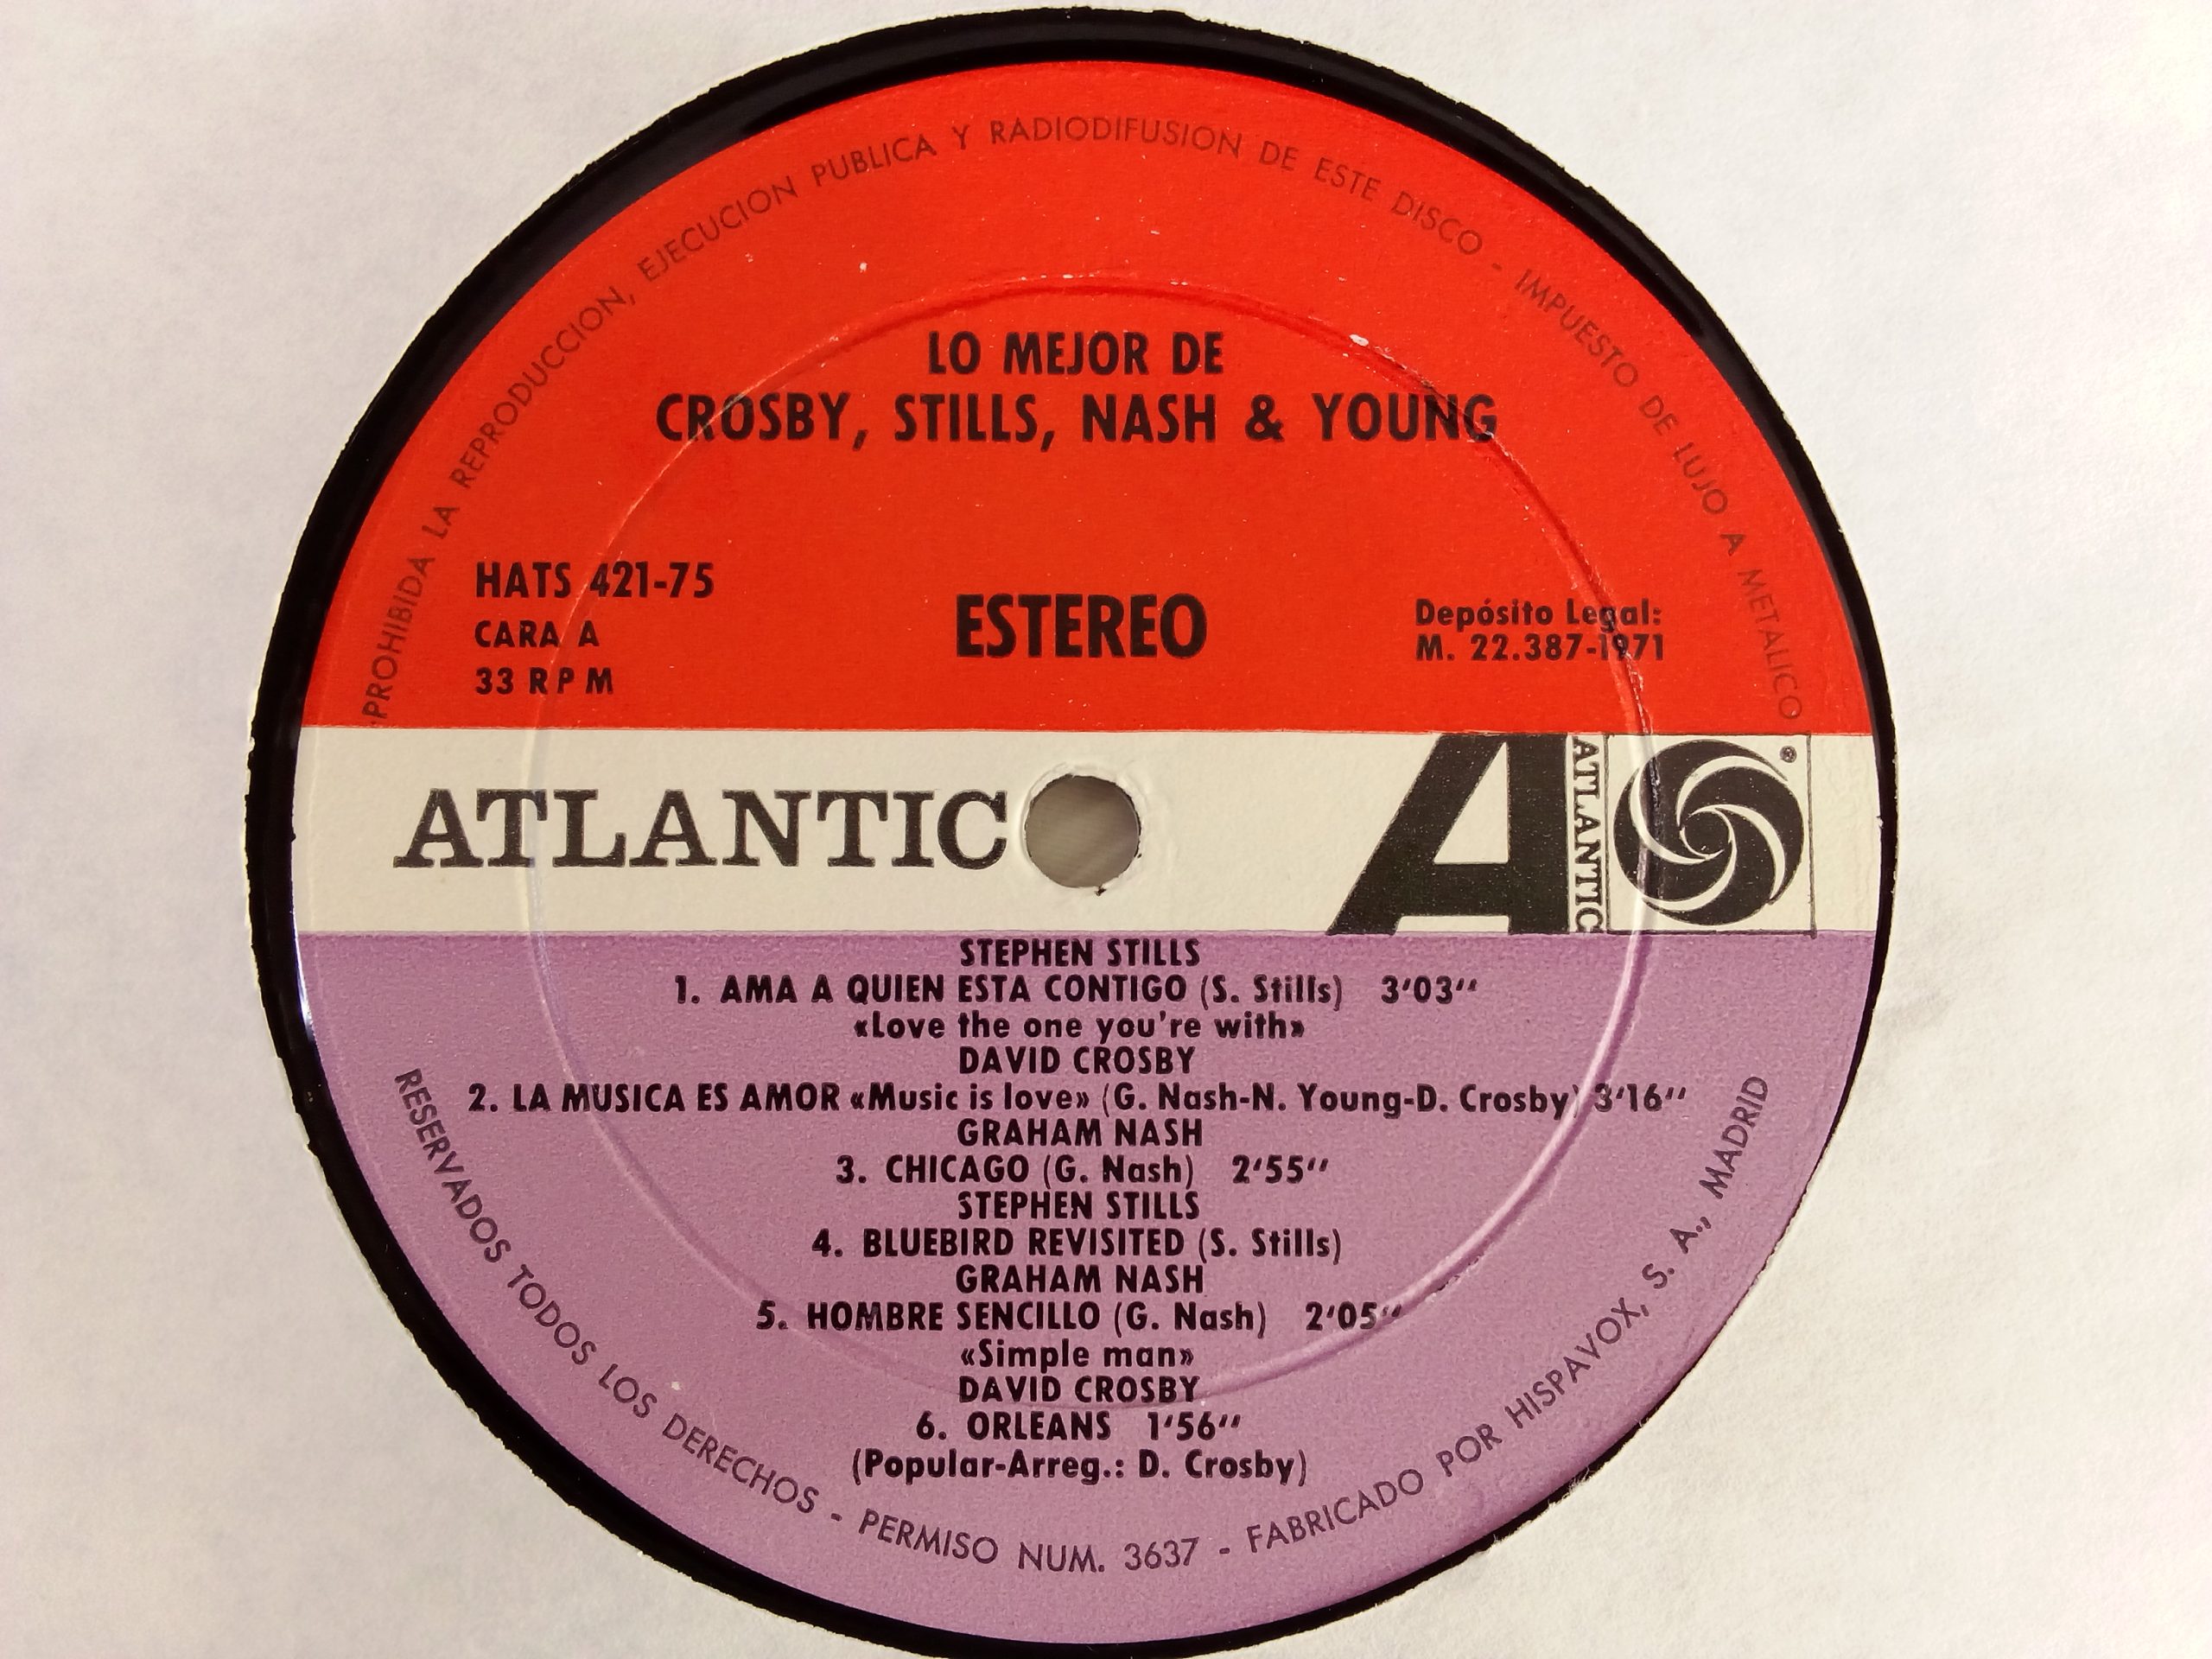 PROHIBIDA LA REPRODUCCION, EJECUCION PUBLICA Y RADIODIFUSION DE ESTE DISCO - IMPUESTO DE LUJO A METALICO
LO MEJOR DE
CROSBY, STILLS, NASH & YOUNG
HATS 421-75
CARA A
33 RPM
ESTEREO
Depósito Legal:
M. 22.387-1971
ATLANTIC
A ATLANTIC ®
STEPHEN STILLS
1. AMA A QUIEN ESTA CONTIGO (S. Stills) 3'03''
«Love the one you're with»
DAVID CROSBY
2. LA MUSICA ES AMOR «Music is love» (G. Nash-N. Young-D. Crosby) 3'16''
GRAHAM NASH
3. CHICAGO (G. Nash) 2'55''
STEPHEN STILLS
4. BLUEBIRD REVISITED (S. Stills)
GRAHAM NASH
5. HOMBRE SENCILLO (G. Nash) 2'05''
«Simple man»
DAVID CROSBY
6. ORLEANS 1'56''
(Popular-Arreg.: D. Crosby)
RESERVADOS TODOS LOS DERECHOS - PERMISO NUM. 3637 - FABRICADO POR HISPAVOX, S. A., MADRID